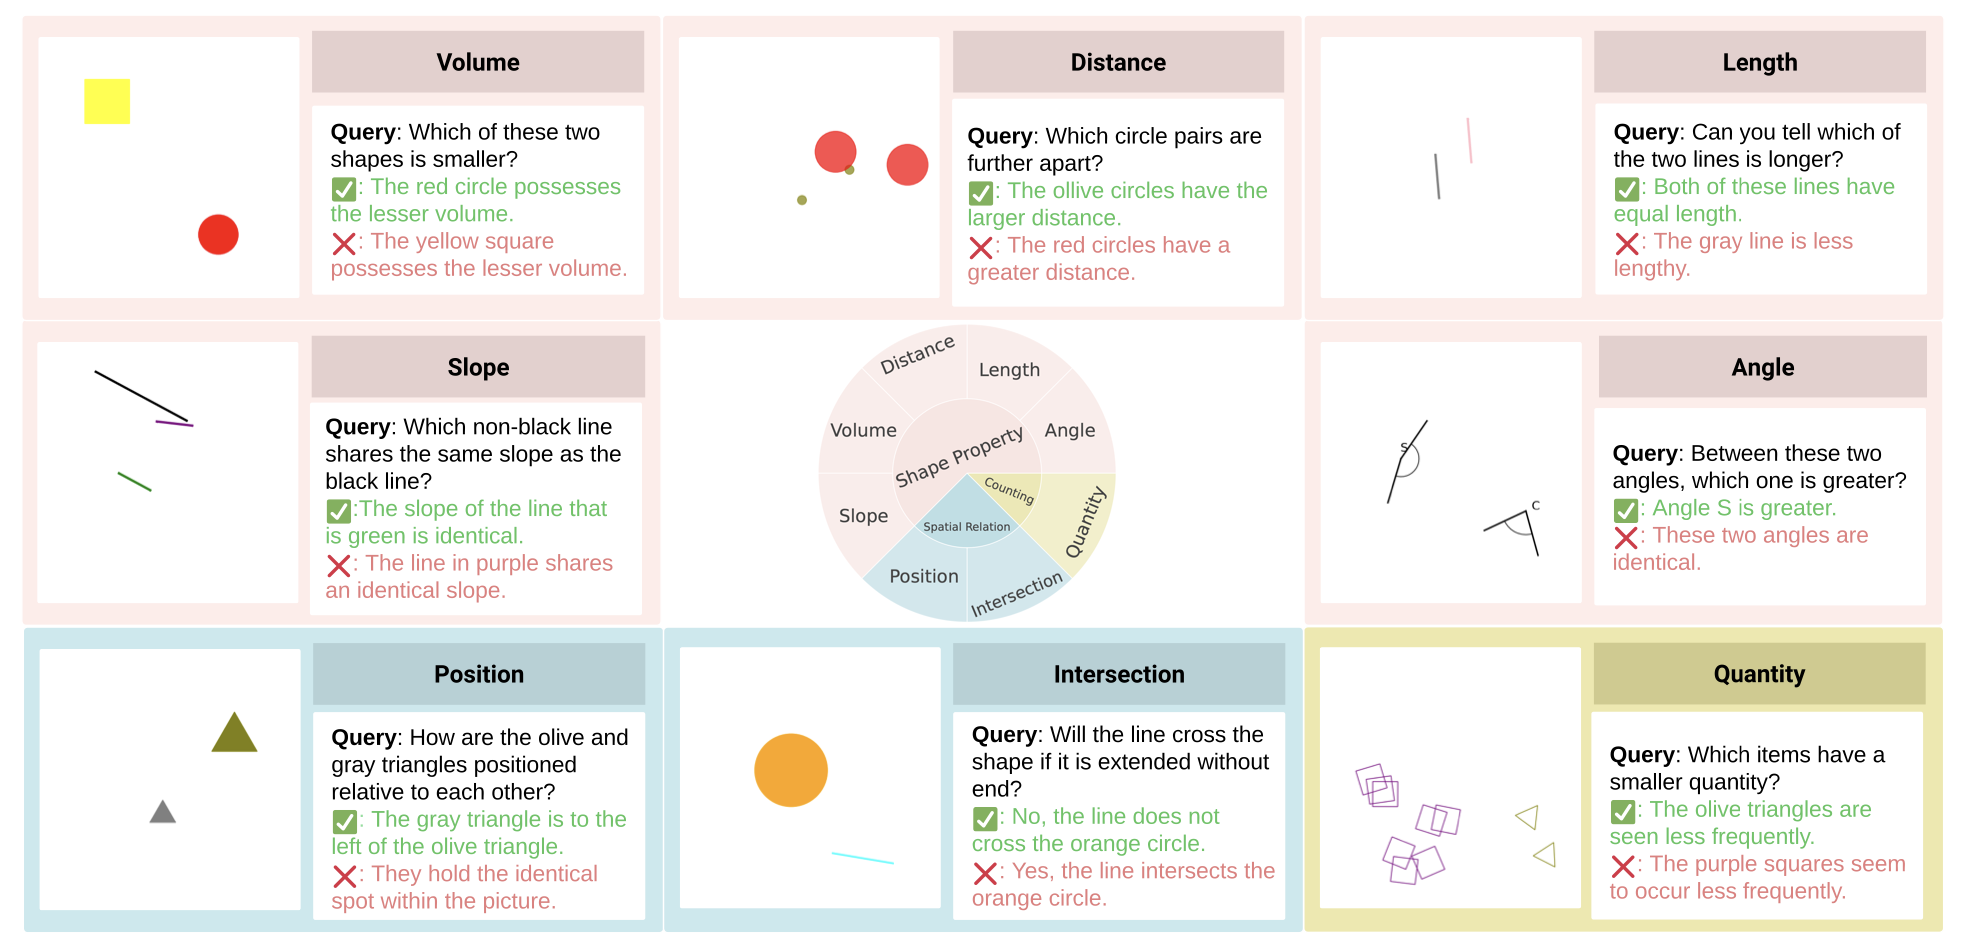 Volume
Query: Which of these two
shapes is smaller?
✅: The red circle possesses
the lesser volume.
❌: The yellow square
possesses the lesser volume.
Distance
Query: Which circle pairs are
further apart?
✅: The ollive circles have the
larger distance.
❌: The red circles have a
greater distance.
Length
Query: Can you tell which of
the two lines is longer?
✅: Both of these lines have
equal length.
❌: The gray line is less
lengthy.
Slope
Query: Which non-black line
shares the same slope as the
black line?
✅:The slope of the line that
is green is identical.
❌: The line in purple shares
an identical slope.
Distance
Length
Volume
Angle
Shape Property
Counting
Slope
Spatial Relation
Quantity
Position
Intersection
S
C
Angle
Query: Between these two
angles, which one is greater?
✅: Angle S is greater.
❌: These two angles are
identical.
Position
Query: How are the olive and
gray triangles positioned
relative to each other?
✅: The gray triangle is to the
left of the olive triangle.
❌: They hold the identical
spot within the picture.
Intersection
Query: Will the line cross the
shape if it is extended without
end?
✅: No, the line does not
cross the orange circle.
❌: Yes, the line intersects the
orange circle.
Quantity
Query: Which items have a
smaller quantity?
✅: The olive triangles are
seen less frequently.
❌: The purple squares seem
to occur less frequently.